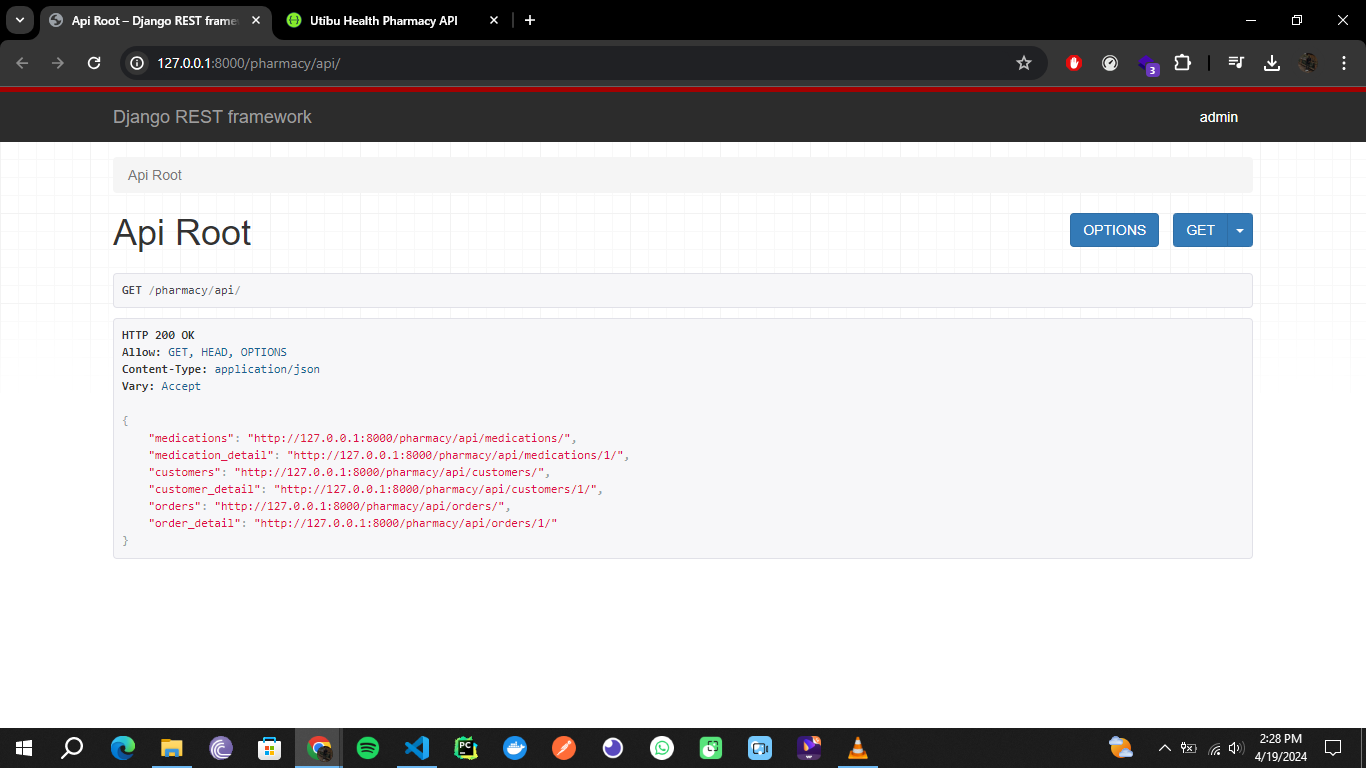 Api Root – Django REST frame
Utibu Health Pharmacy API
127.0.0.1:8000/pharmacy/api/
3
Django REST framework
admin
Api Root
Api Root
OPTIONS
GET
GET /pharmacy/api/
HTTP 200 OK
Allow: GET, HEAD, OPTIONS
Content-Type: application/json
Vary: Accept
{
"medications": "http://127.0.0.1:8000/pharmacy/api/medications/",
"medication_detail": "http://127.0.0.1:8000/pharmacy/api/medications/1/",
"customers": "http://127.0.0.1:8000/pharmacy/api/customers/",
"customer_detail": "http://127.0.0.1:8000/pharmacy/api/customers/1/",
"orders": "http://127.0.0.1:8000/pharmacy/api/orders/",
"order_detail": "http://127.0.0.1:8000/pharmacy/api/orders/1/"
}
PC
2:28 PM
4/19/2024